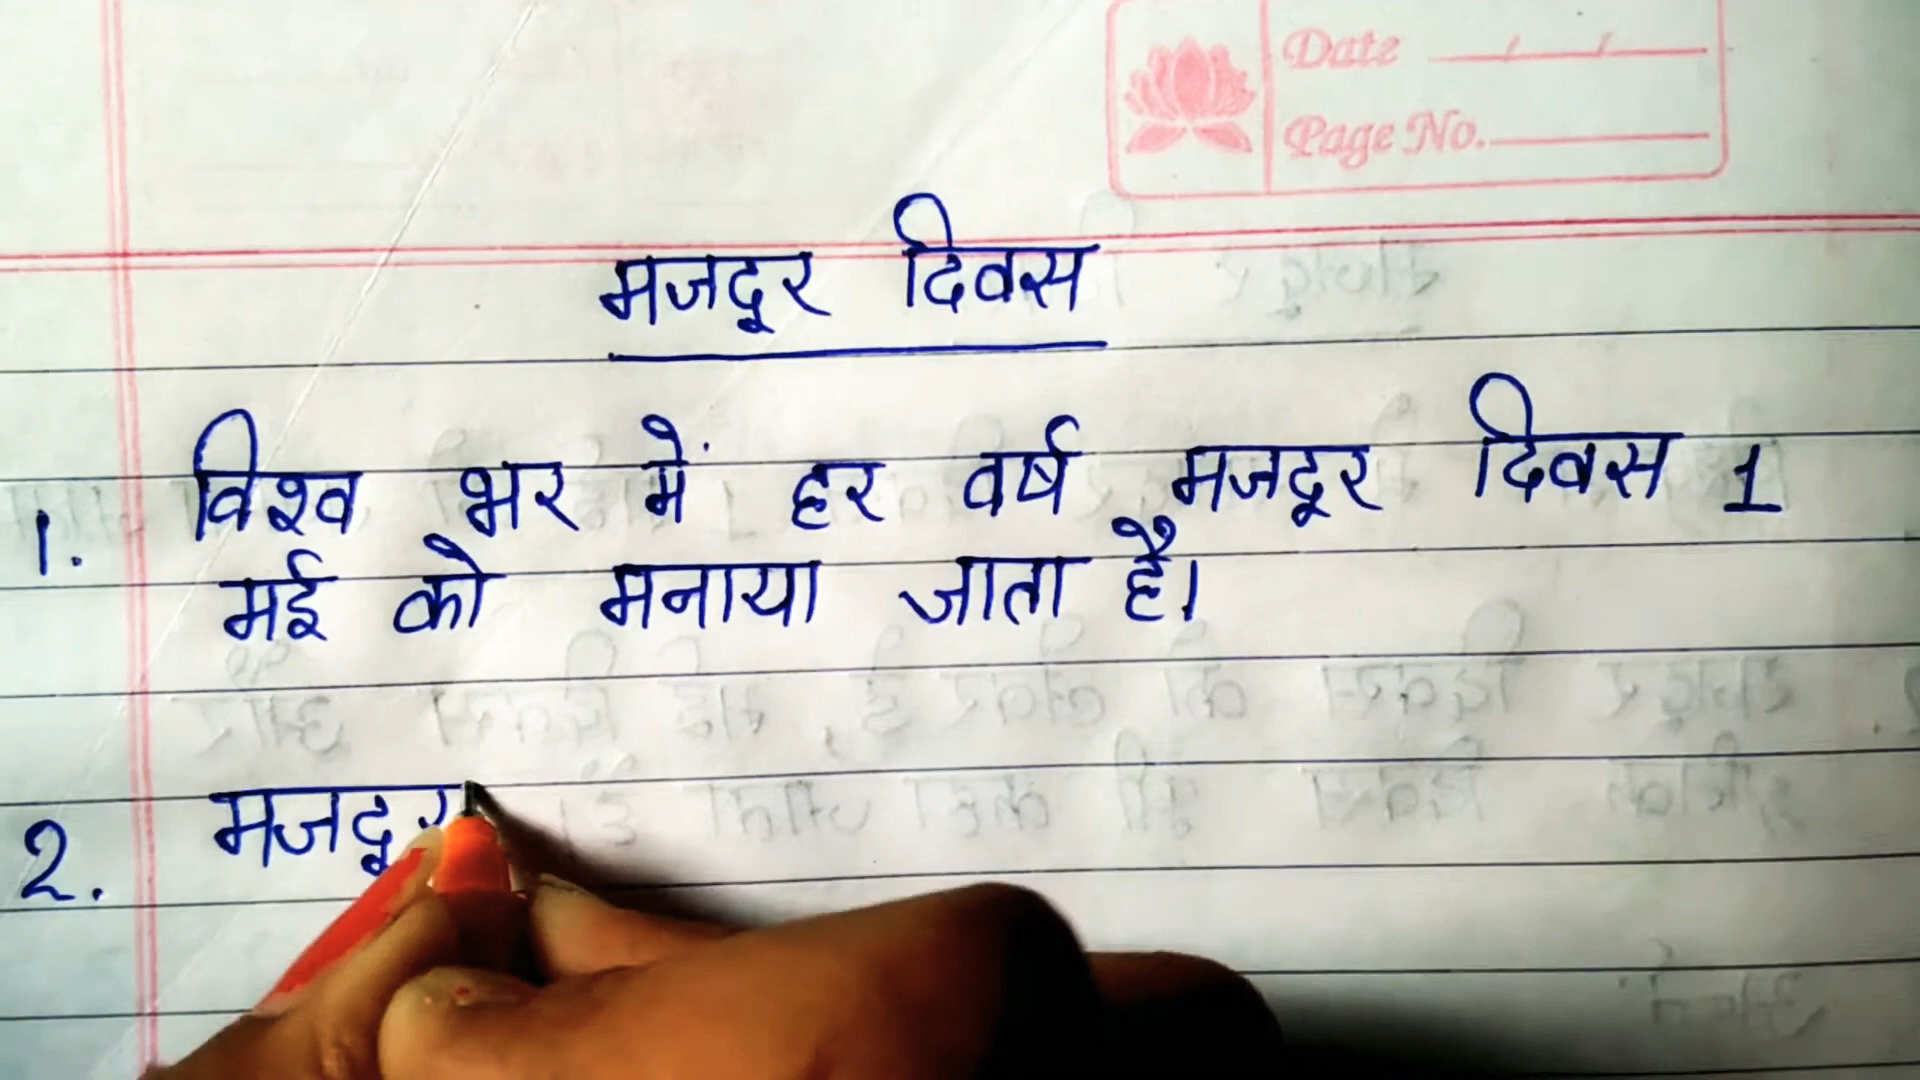 Date
Page No.
मजदूर दिवस
1. विश्व भर में हर वर्ष मजदूर दिवस 1
मई को मनाया जाता है।
2. मजदूर